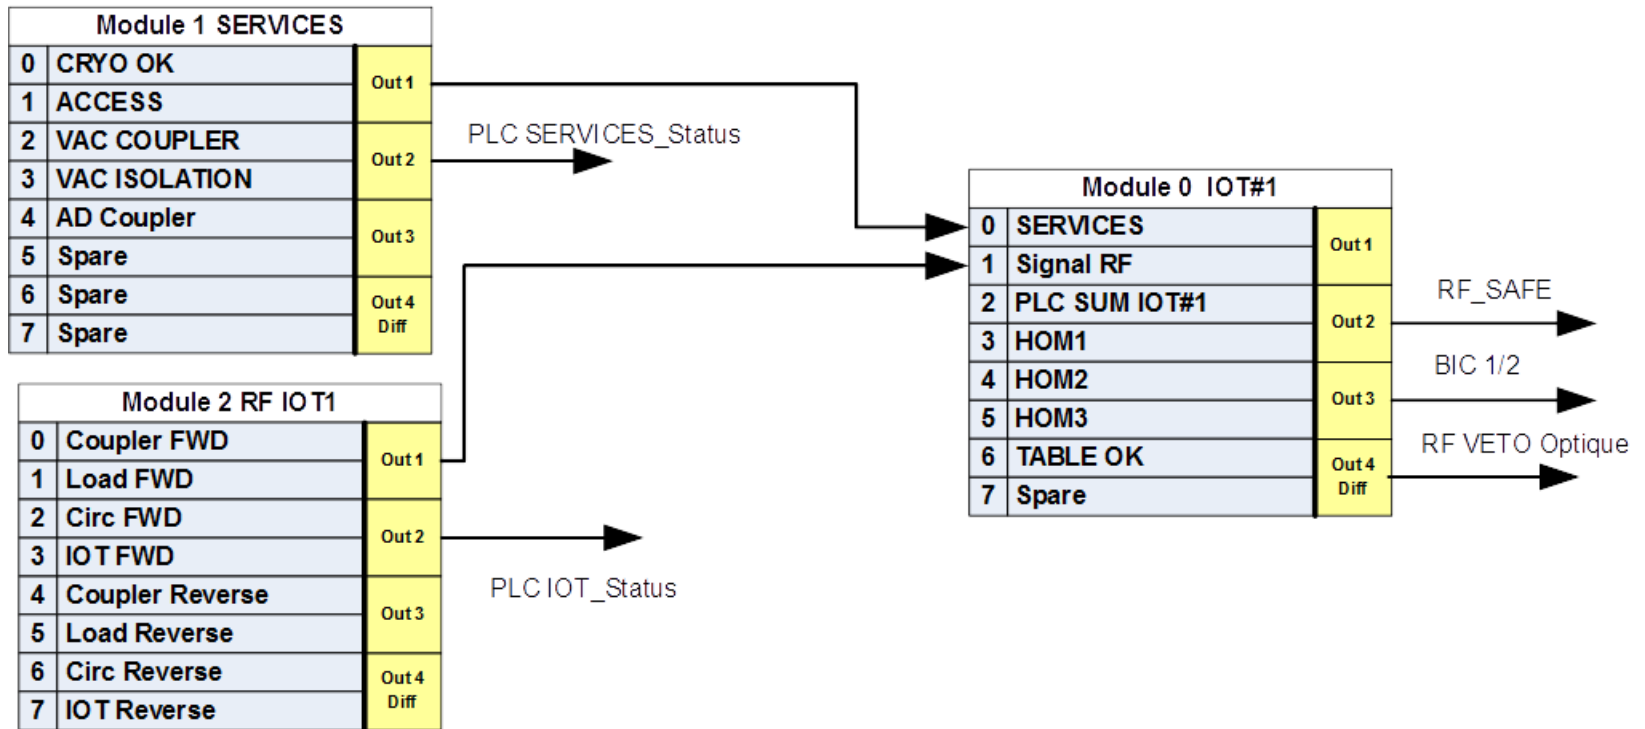 Module 1 SERVICES
0 CRYO OK
Out 1
1 ACCESS
2 VAC COUPLER
Out 2
3 VAC ISOLATION
4 AD Coupler
Out 3
5 Spare
6 Spare
Out 4
Diff
7 Spare
PLC SERVICES_Status
Module 2 RF IOT1
0 Coupler FWD
Out 1
1 Load FWD
2 Circ FWD
Out 2
3 IOT FWD
4 Coupler Reverse
Out 3
5 Load Reverse
6 Circ Reverse
Out 4
Diff
7 IOT Reverse
PLC IOT_Status
Module 0 IOT#1
0 SERVICES
Out 1
1 Signal RF
2 PLC SUM IOT#1
Out 2
3 HOM1
4 HOM2
Out 3
5 HOM3
6 TABLE OK
Out 4
Diff
7 Spare
RF_SAFE
BIC 1/2
RF VETO Optique